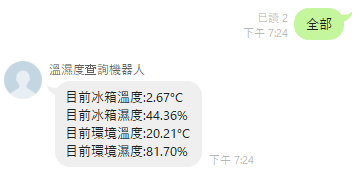 已讀 2
下午 7:24
全部
溫濕度查詢機器人
目前冰箱溫度:2.67°C
目前冰箱濕度:44.36%
目前環境溫度:20.21°C
目前環境濕度:81.70%
下午 7:24